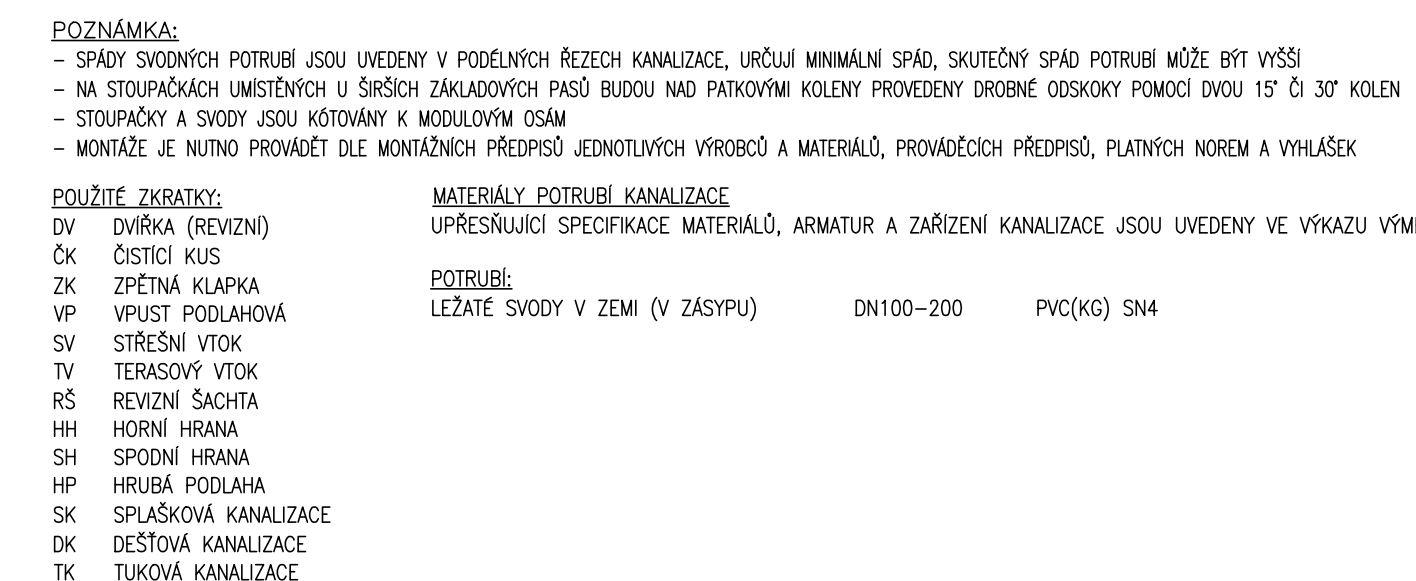 POZNÁMKA:
– SPÁDY SVODNÝCH POTRUBÍ JSOU UVEDENY V PODÉLNÝCH ŘEZECH KANALIZACE, URČUJÍ MINIMÁLNÍ SPÁD, SKUTEČNÝ SPÁD POTRUBÍ MŮŽE BÝT VYŠŠÍ
– NA STOUPAČKÁCH UMÍSTĚNÝCH U ŠIRŠÍCH ZÁKLADOVÝCH PASŮ BUDOU NAD PATKOVÝMI KOLENY PROVEDENY DROBNÉ ODSKOKY POMOCÍ DVOU 15° ČI 30° KOLEN
– STOUPAČKY A SVODY JSOU KÓTOVÁNY K MODULOVÝM OSÁM
– MONTÁŽE JE NUTNO PROVÁDĚT DLE MONTÁŽNÍCH PŘEDPISŮ JEDNOTLIVÝCH VÝROBCŮ A MATERIÁLŮ, PROVÁDĚCÍCH PŘEDPISŮ, PLATNÝCH NOREM A VYHLÁŠEK
POUŽITÉ ZKRATKY:
DV DVÍŘKA (REVIZNÍ)
ČK ČISTÍCÍ KUS
ZK ZPĚTNÁ KLAPKA
VP VPUST PODLAHOVÁ
SV STŘEŠNÍ VTOK
TV TERASOVÝ VTOK
RŠ REVIZNÍ ŠACHTA
HH HORNÍ HRANA
SH SPODNÍ HRANA
HP HRUBÁ PODLAHA
SK SPLAŠKOVÁ KANALIZACE
DK DEŠŤOVÁ KANALIZACE
TK TUKOVÁ KANALIZACE
MATERIÁLY POTRUBÍ KANALIZACE
UPŘESŇUJÍCÍ SPECIFIKACE MATERIÁLŮ, ARMATUR A ZAŘÍZENÍ KANALIZACE JSOU UVEDENY VE VÝKAZU
POTRUBÍ:
LEŽATÉ SVODY V ZEMI (V ZÁSYPU) DN100–200 PVC(KG) SN4